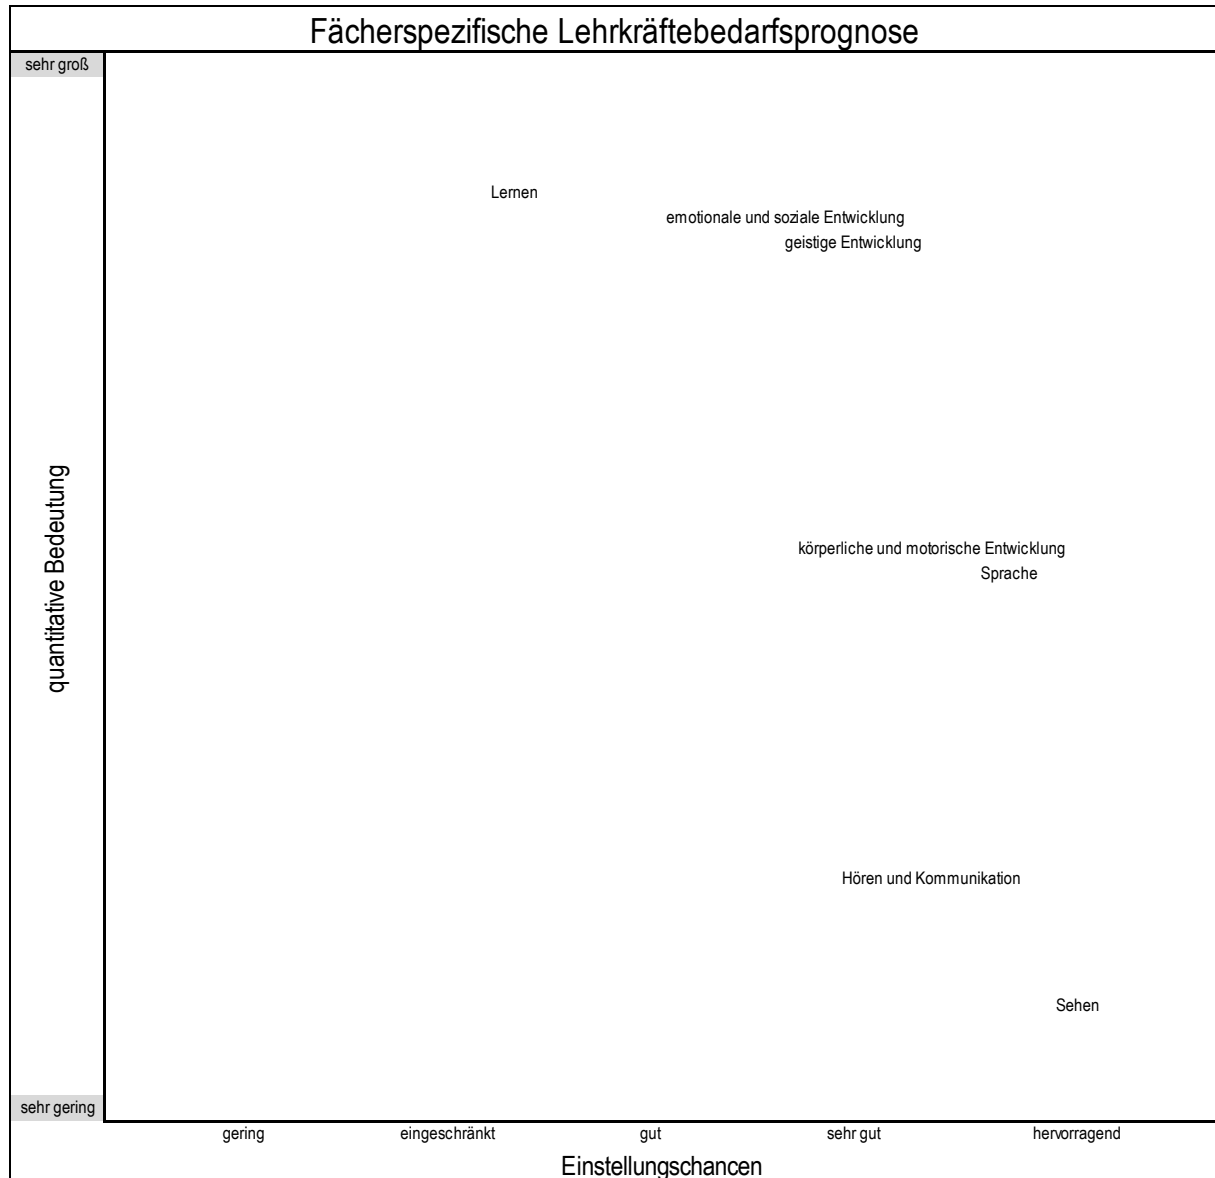 Fächerspezifische Lehrkräftebedarfsprognose
sehr groß
Lernen
emotionale und soziale Entwicklung
geistige Entwicklung
quantitative Bedeutung
körperliche und motorische Entwicklung
Sprache
Hören und Kommunikation
Sehen
sehr gering
gering eingeschränkt gut sehr gut hervorragend
Einstellungschancen